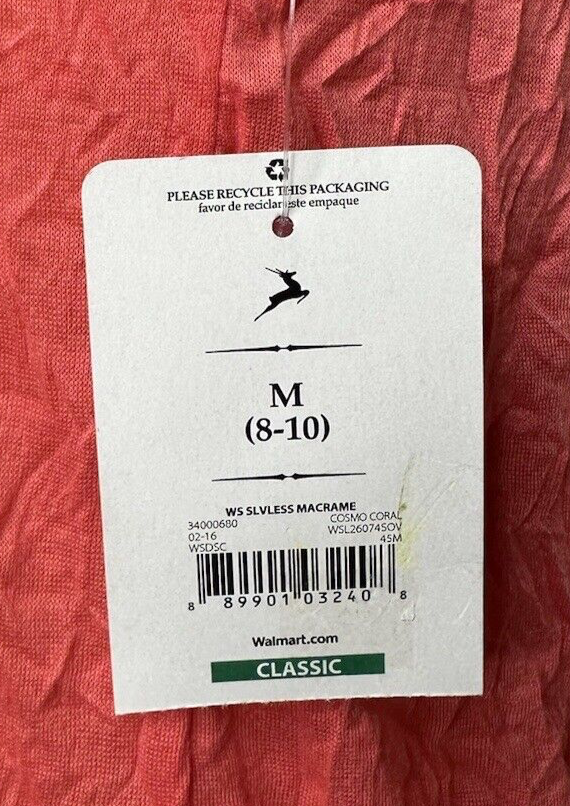 PLEASE RECYCLE THIS PACKAGING
favor de reciclar este empaque
M
(8-10)
WS SLVLESS MACRAME
34000680 COSMO CORAL
02-16 WSL26074SOV
WSDSC 45M
8 89901 03240 8
Walmart.com
CLASSIC